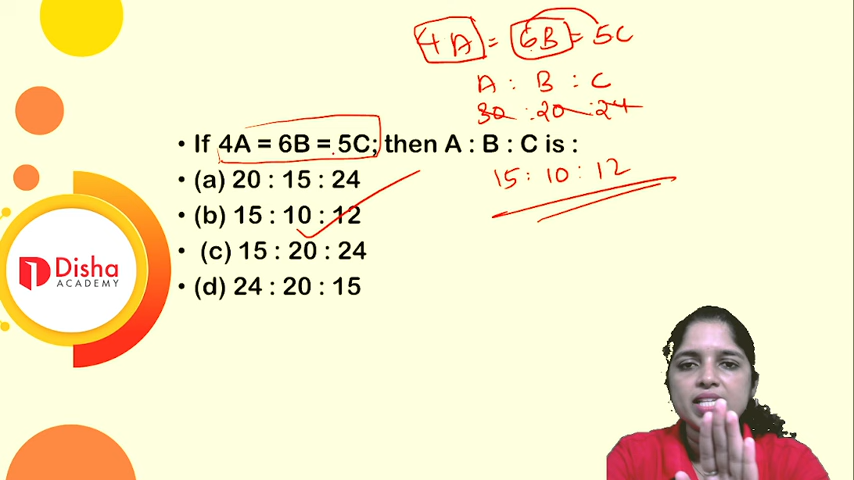 4A = 6B = 5C
A : B : C
30 : 20 : 24
• If 4A = 6B = 5C; then A : B : C is :
15 : 10 : 12
• (a) 20 : 15 : 24
• (b) 15 : 10 : 12
• (c) 15 : 20 : 24
• (d) 24 : 20 : 15
Disha
ACADEMY